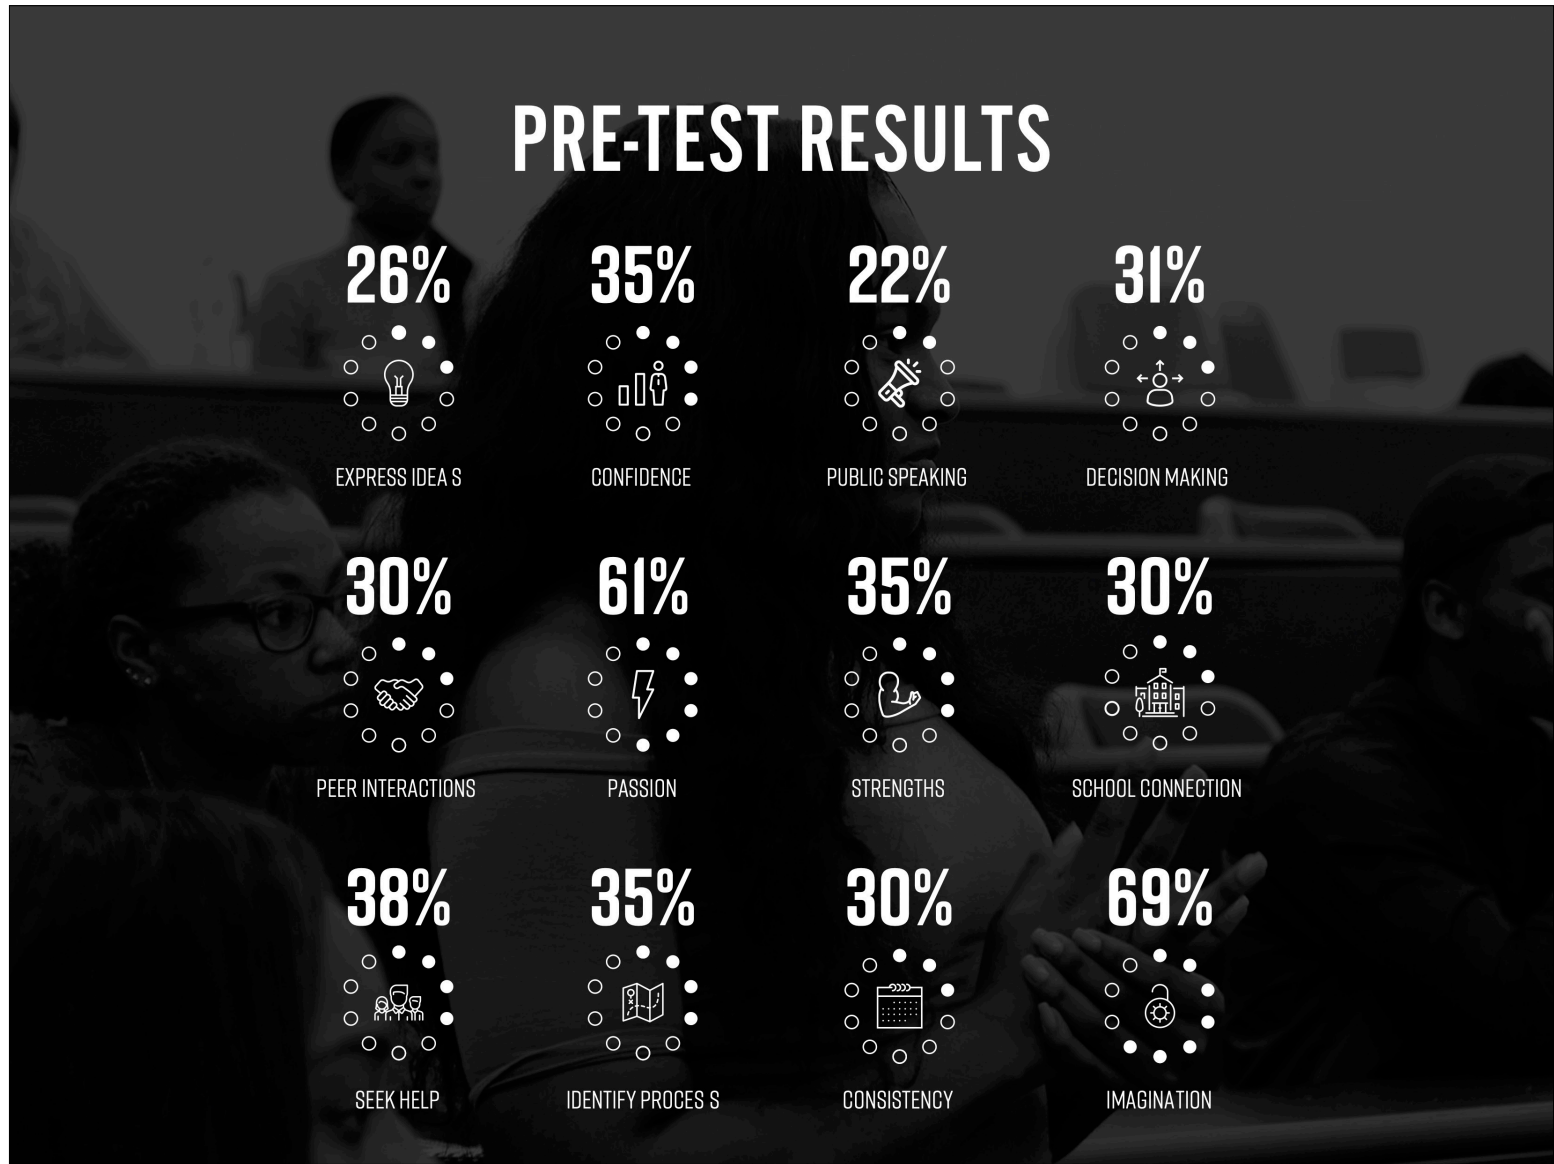 PRE-TEST RESULTS
26% 35% 22% 31%
EXPRESS IDEA S CONFIDENCE PUBLIC SPEAKING DECISION MAKING
30% 61% 35% 30%
PEER INTERACTIONS PASSION STRENGTHS SCHOOL CONNECTION
38% 35% 30% 69%
SEEK HELP IDENTIFY PROCES S CONSISTENCY IMAGINATION